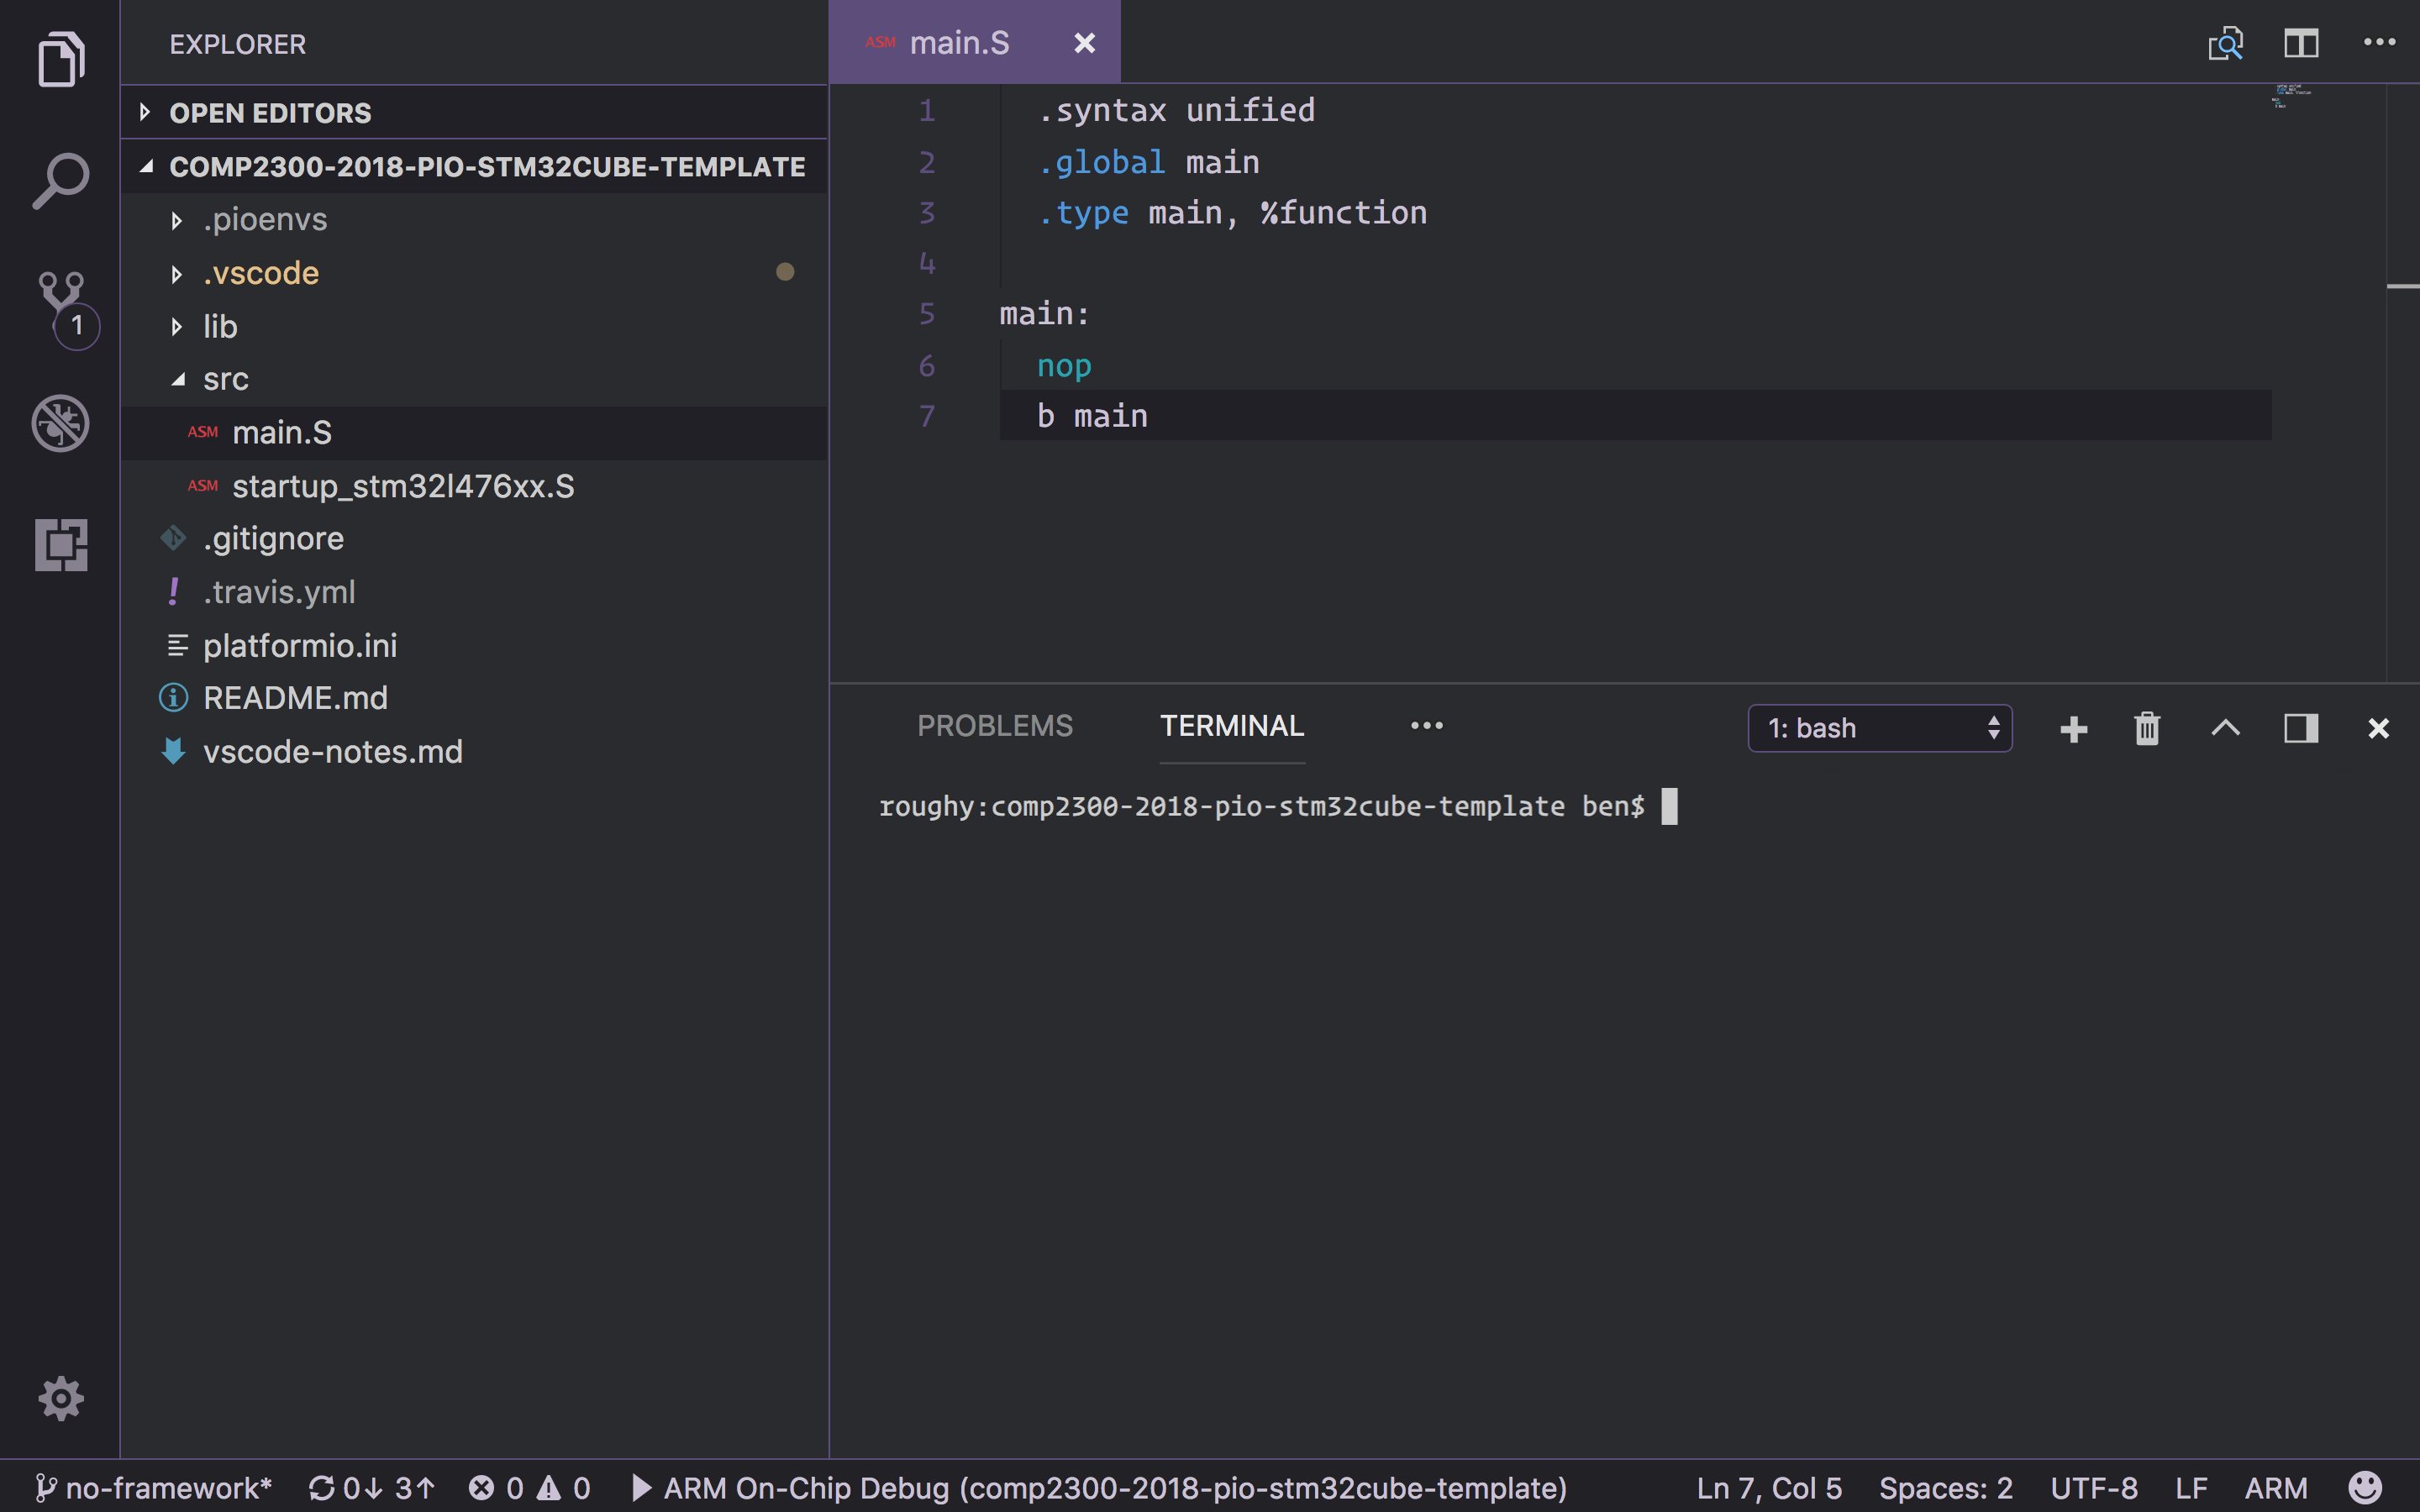 EXPLORER
OPEN EDITORS
COMP2300-2018-PIO-STM32CUBE-TEMPLATE
.pioenvs
.vscode
lib
src
ASM main.S
ASM startup_stm32l476xx.S
.gitignore
! .travis.yml
platformio.ini
README.md
vscode-notes.md
1
ASM main.S
1 .syntax unified
2 .global main
3 .type main, %function
4
5 main:
6 nop
7 b main
PROBLEMS TERMINAL ••• 1: bash
roughy:comp2300-2018-pio-stm32cube-template ben$
no-framework* 0↓ 3↑ 0 0 ARM On-Chip Debug (comp2300-2018-pio-stm32cube-template) Ln 7, Col 5 Spaces: 2 UTF-8 LF ARM